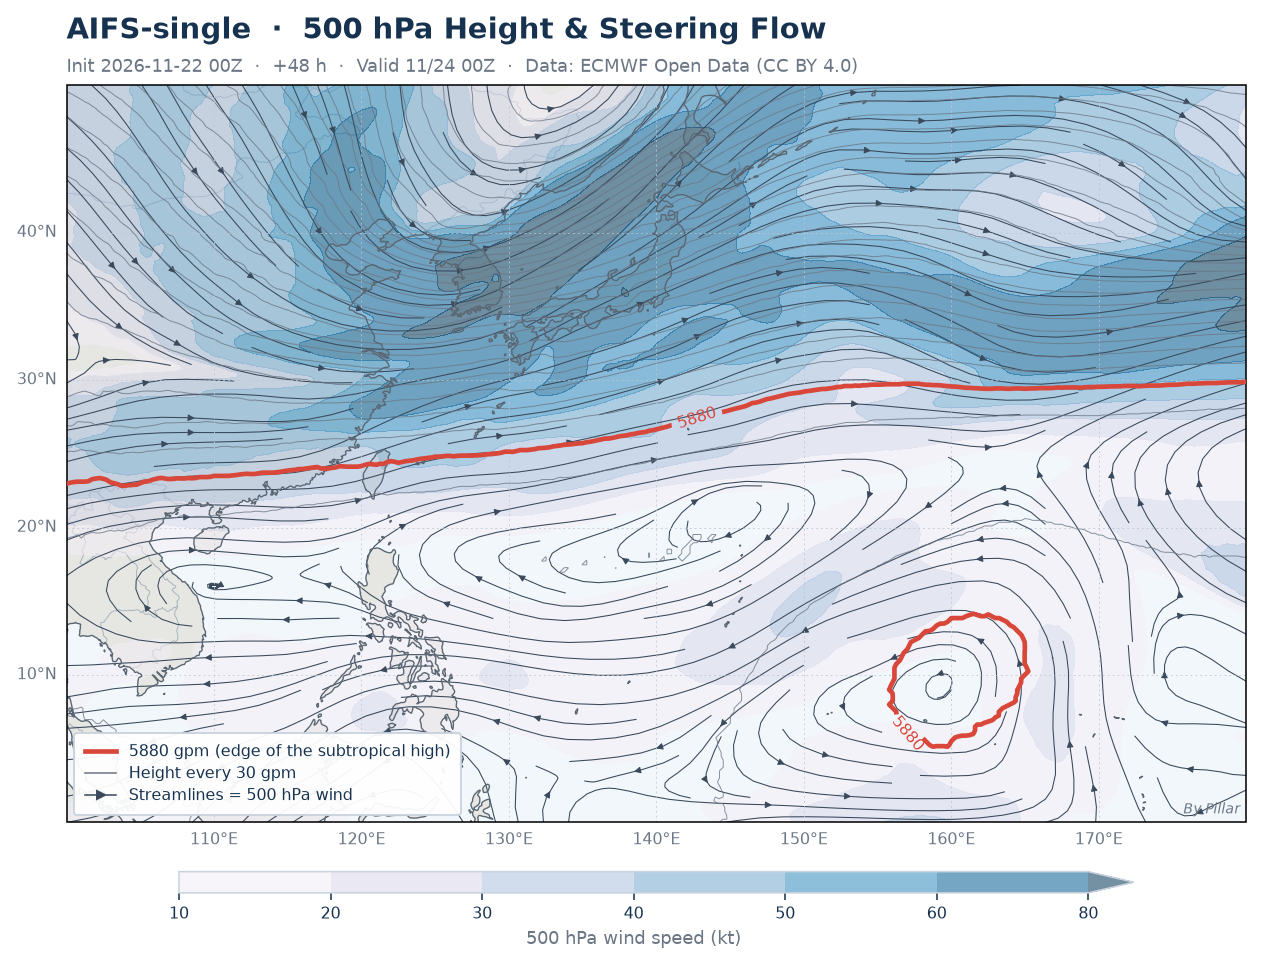 AIFS-single · 500 hPa Height & Steering Flow
Init 2026-11-22 00Z · +48 h · Valid 11/24 00Z · Data: ECMWF Open Data (CC BY 4.0)
40°N
30°N
20°N
10°N
5880
5880
5880 gpm (edge of the subtropical high)
Height every 30 gpm
Streamlines = 500 hPa wind
By Pillar
110°E 120°E 130°E 140°E 150°E 160°E 170°E
10 20 30 40 50 60 80
500 hPa wind speed (kt)